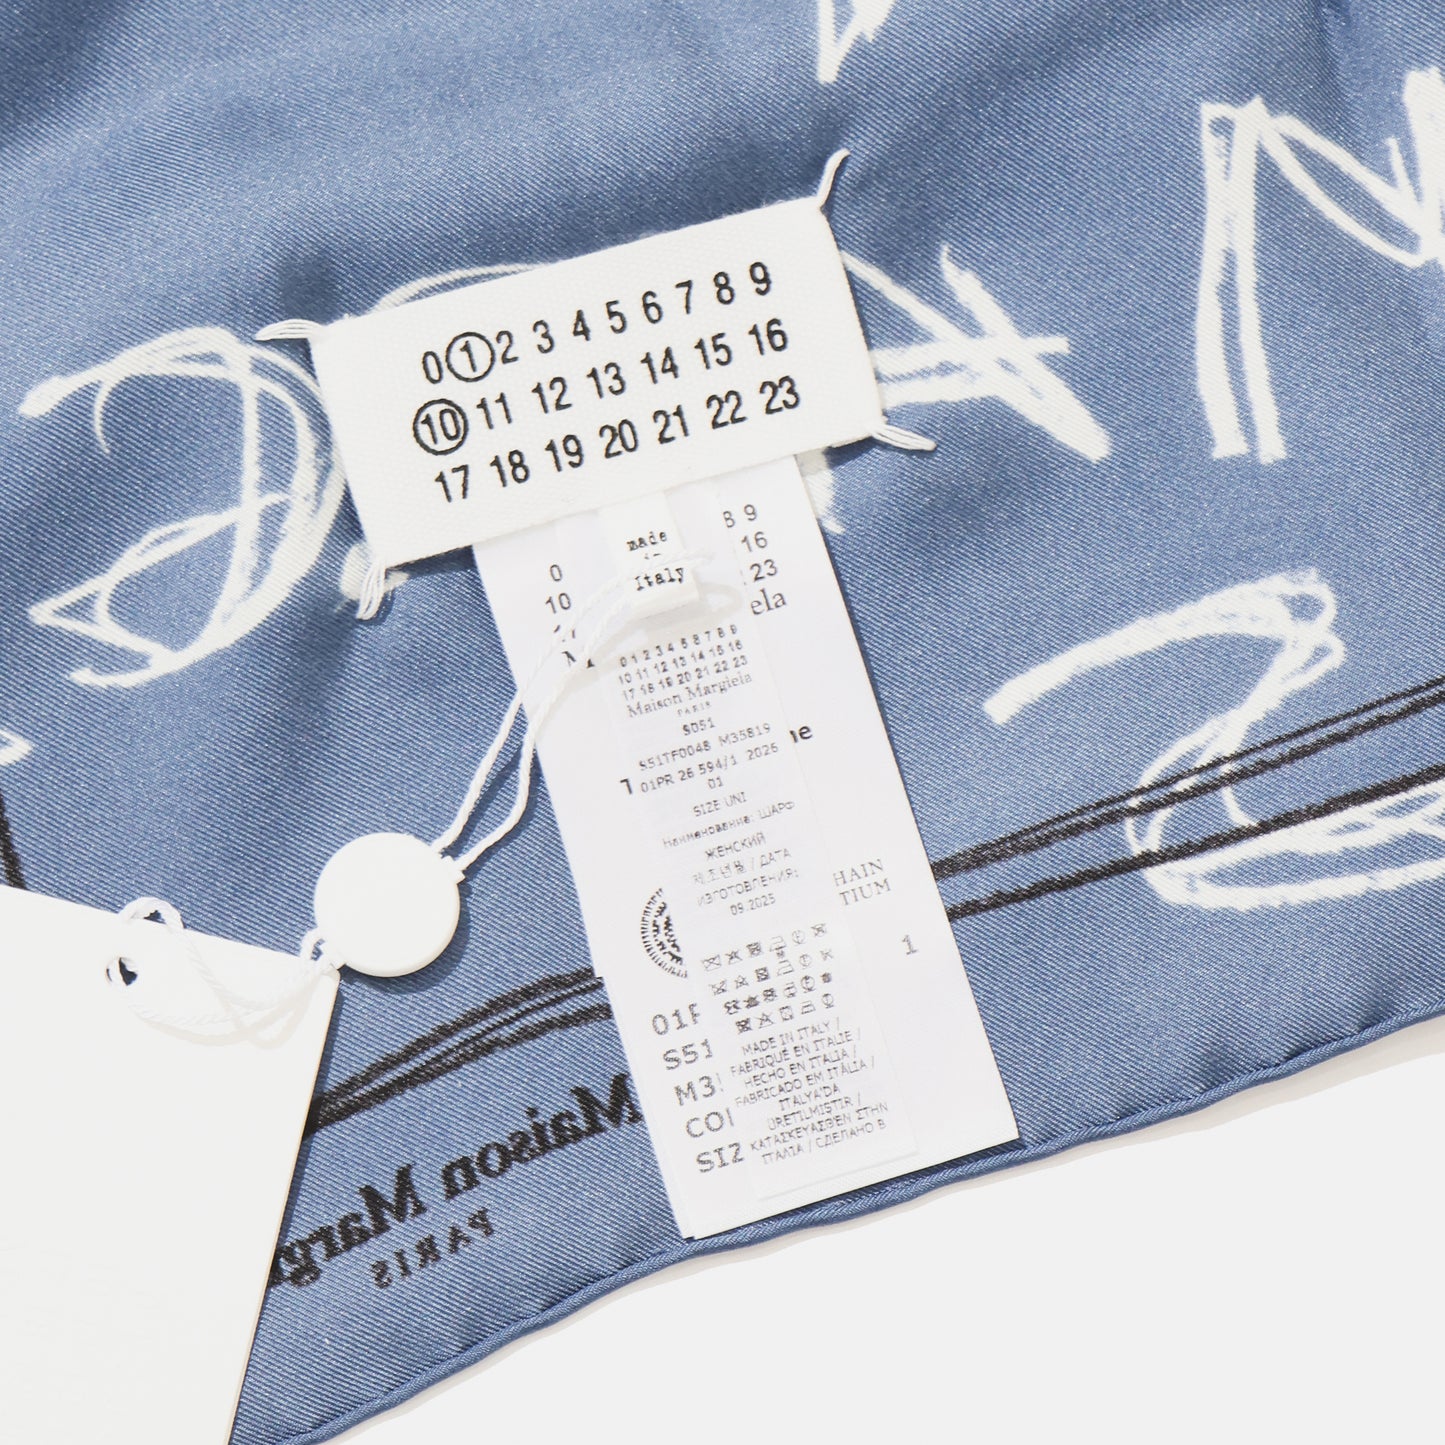 0 1 2 3 4 5 6 7 8 9
10 11 12 13 14 15 16
17 18 19 20 21 22 23
made
in
Italy
8 9
16
23
ela
0
10
0 1 2 3 4 5 6 7 8 9
10 11 12 13 14 15 16
17 18 19 20 21 22 23
Maison Margiela
PARIS
S051
S51TF0048 M35819
01PR 26 594/1 2026
01
SIZE UNI
Наименование: ШАРФ
ЖЕНСКИЙ
/ ДАТА
ИЗГОТОВЛЕНИЯ:
09.2025
HAIN
TIUM
1
01P
S51
M3
COL
SIZ
MADE IN ITALY /
FABRIQUÉ EN ITALIE /
HECHO EN ITALIA /
FABRICADO EM ITÁLIA /
ITALYA'DA
ÜRETILMIŞTIR /
ΚΑΤΑΣΚΕΥΑΣΘΕΝ ΣΤΗΝ
ΙΤΑΛΙΑ / СДЕЛАНО В
Maison Marg
PARIS